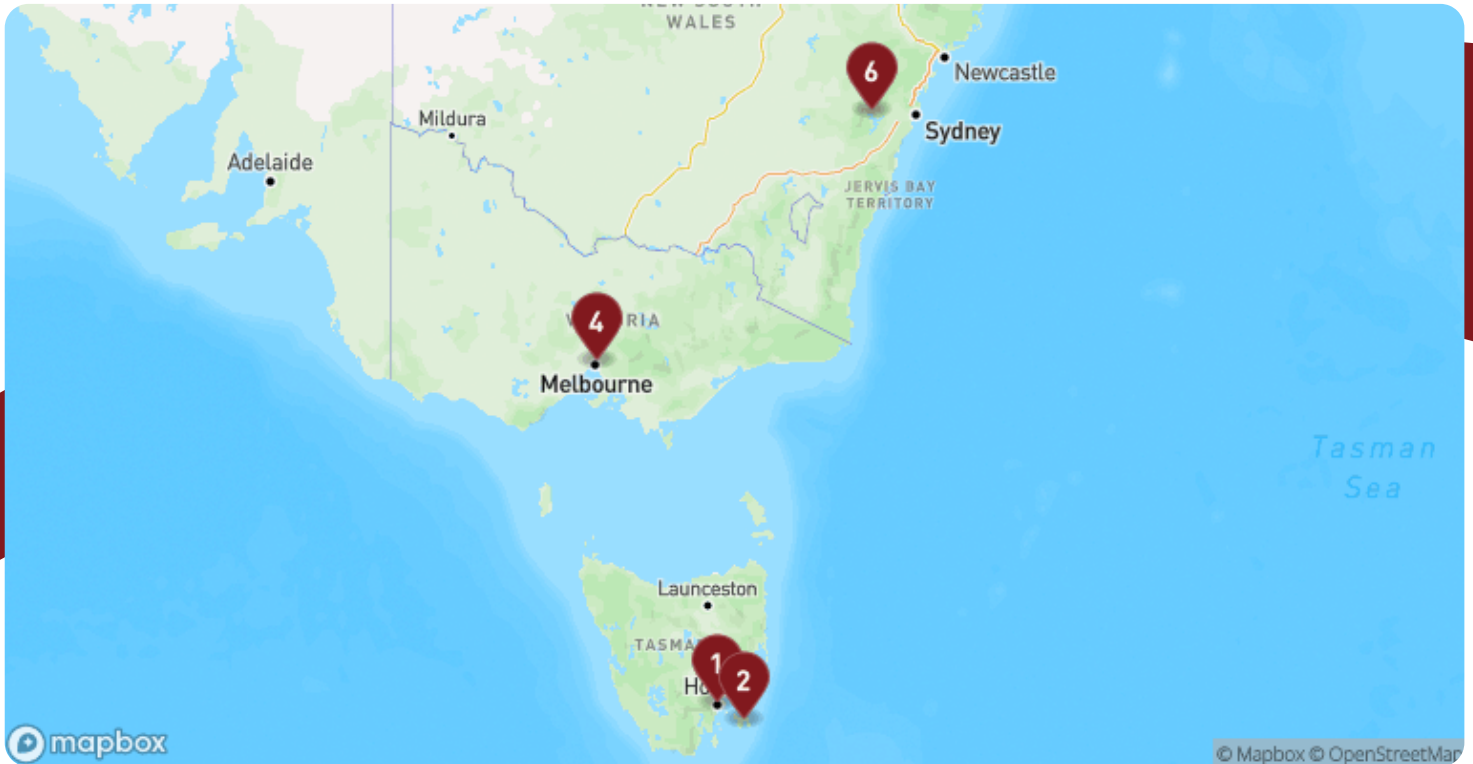 NEW SOUTH
WALES
6
Newcastle
Mildura
Sydney
Adelaide
JERVIS BAY
TERRITORY
4
Melbourne
Tasman
Sea
Launceston
1
2
mapbox
© Mapbox © OpenStreetMap